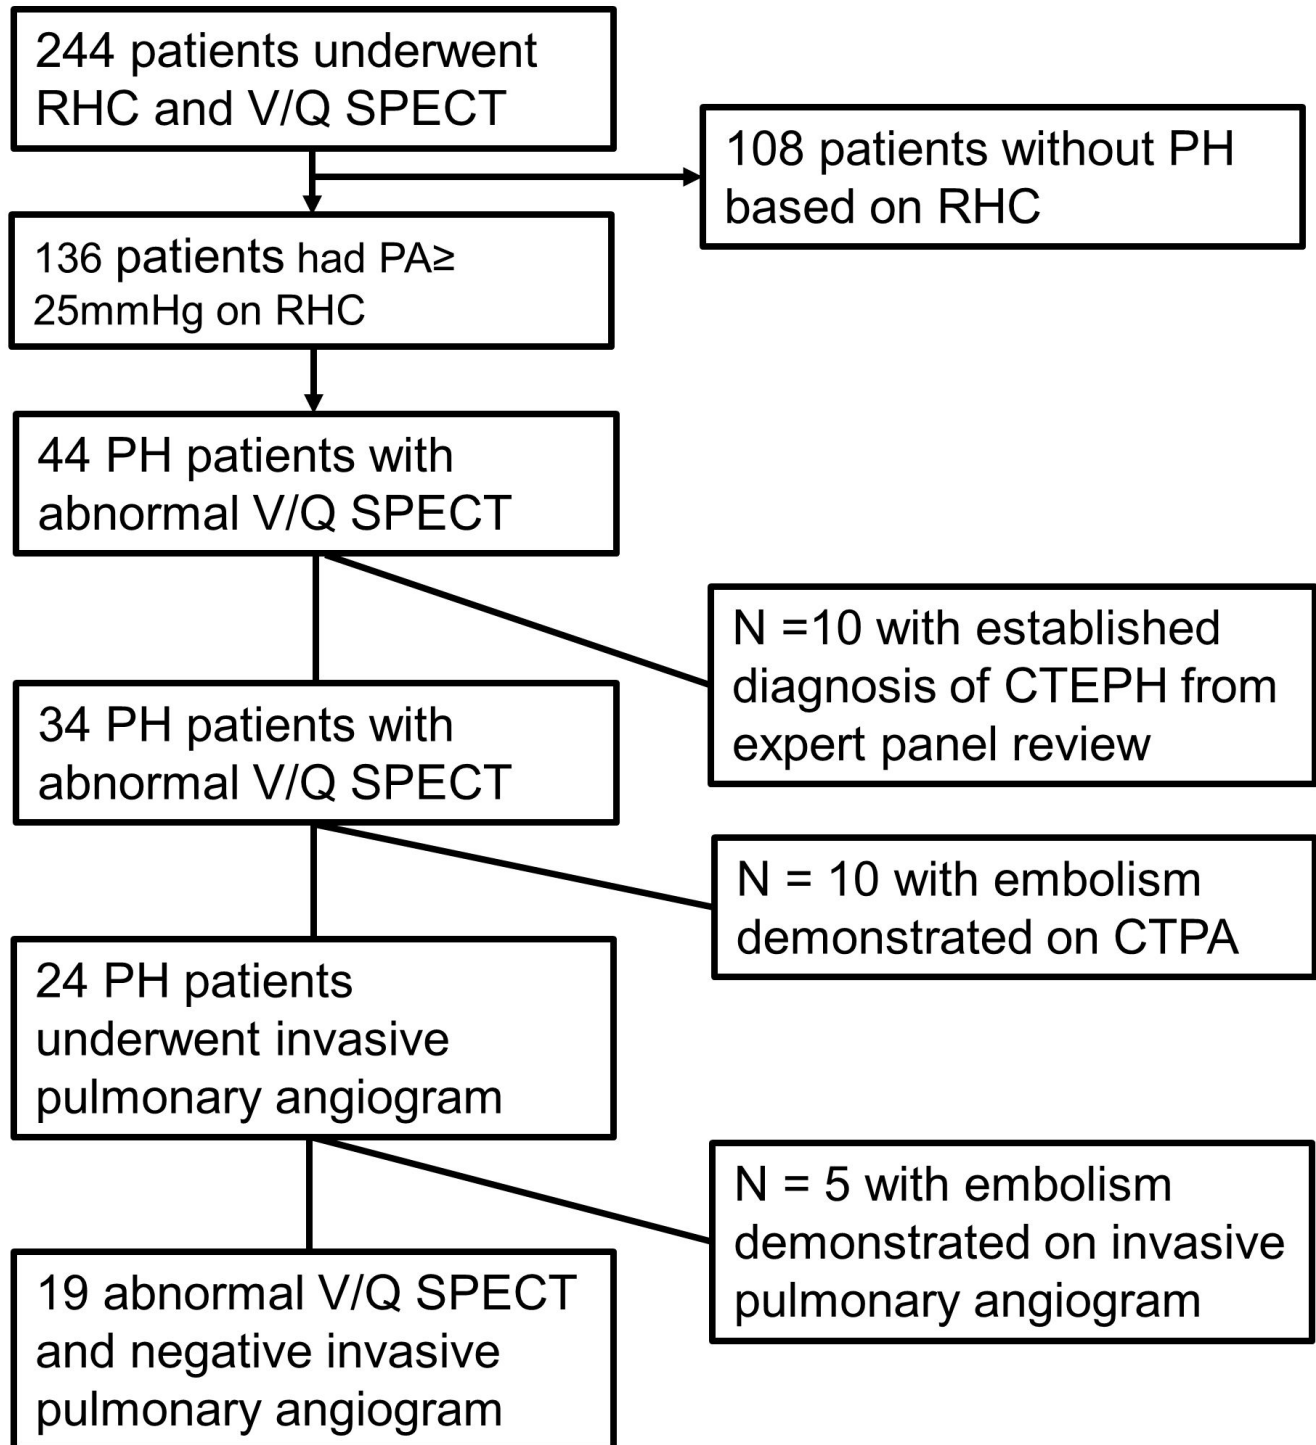 244 patients underwent
RHC and V/Q SPECT
108 patients without PH
based on RHC
136 patients had PA≥
25mmHg on RHC
44 PH patients with
abnormal V/Q SPECT
N =10 with established
diagnosis of CTEPH from
expert panel review
34 PH patients with
abnormal V/Q SPECT
N = 10 with embolism
demonstrated on CTPA
24 PH patients
underwent invasive
pulmonary angiogram
N = 5 with embolism
demonstrated on invasive
pulmonary angiogram
19 abnormal V/Q SPECT
and negative invasive
pulmonary angiogram